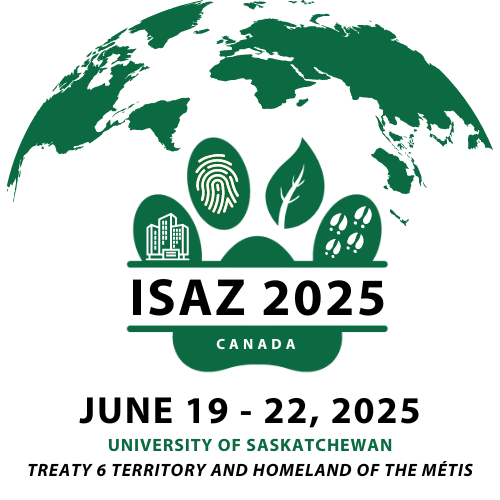 ISAZ 2025
CANADA
JUNE 19 - 22, 2025
UNIVERSITY OF SASKATCHEWAN
TREATY 6 TERRITORY AND HOMELAND OF THE MÉTIS